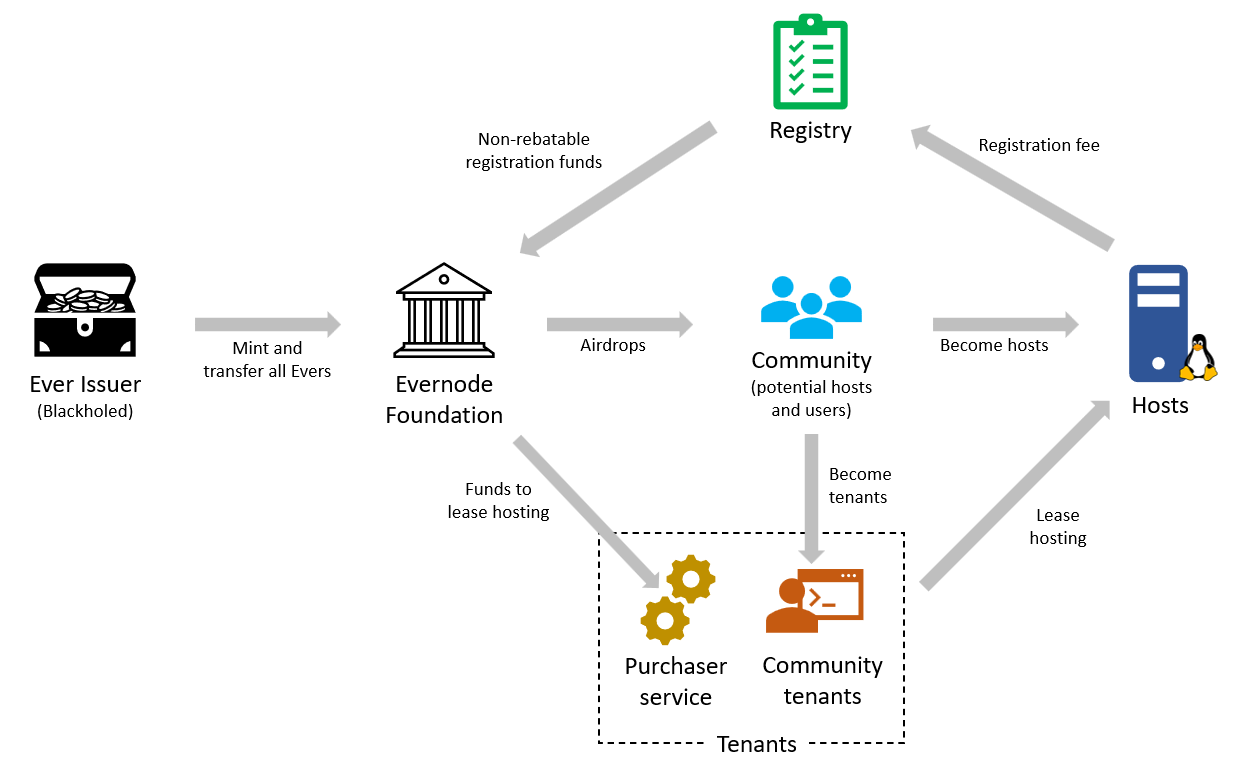 Registry
Non-rebatable
registration funds
Registration fee
Ever Issuer
(Blackholed)
Mint and
transfer all Evers
Evernode
Foundation
Airdrops
Community
(potential hosts
and users)
Become hosts
Hosts
Funds to
lease hosting
Become
tenants
Lease
hosting
Purchaser
service
Community
tenants
Tenants